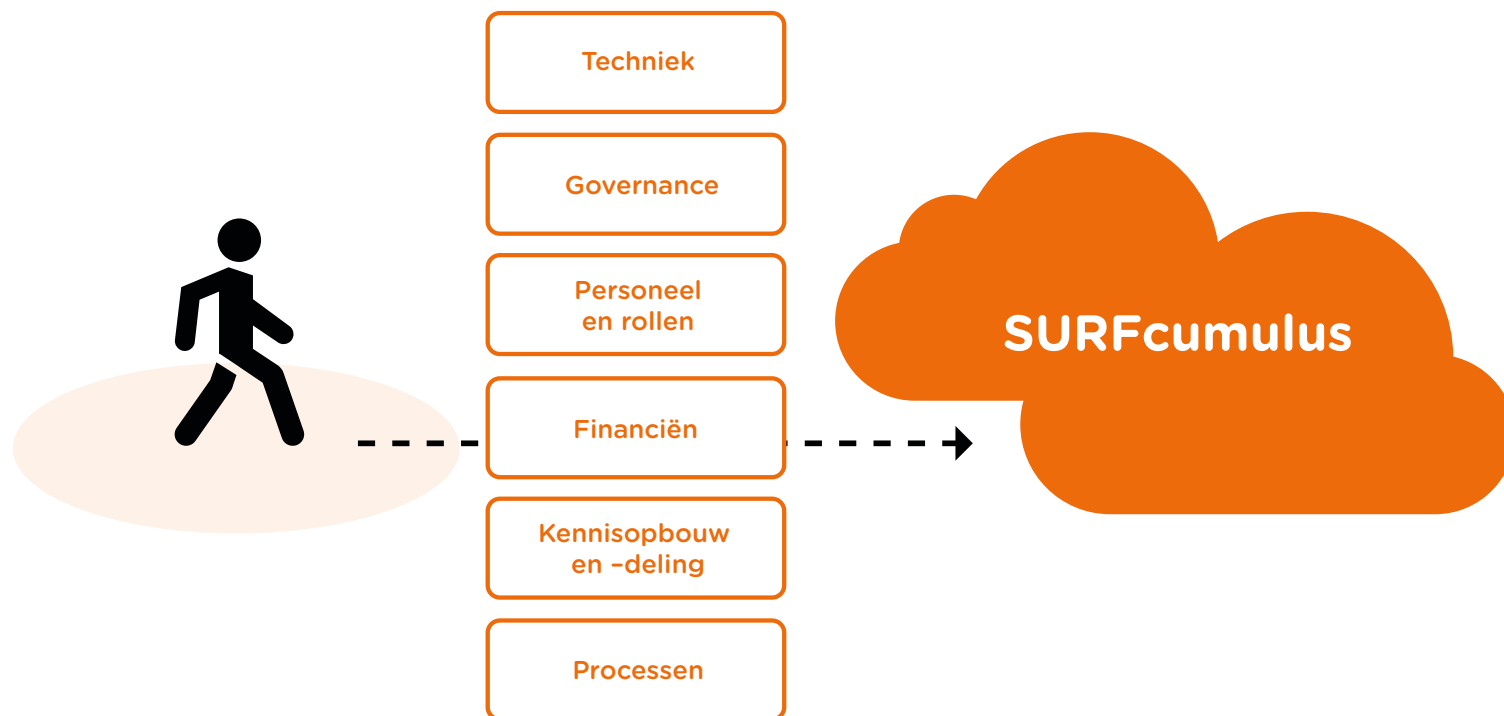 Techniek
Governance
Personeel
en rollen
Financiën
Kennisopbouw
en –deling
Processen
SURFcumulus